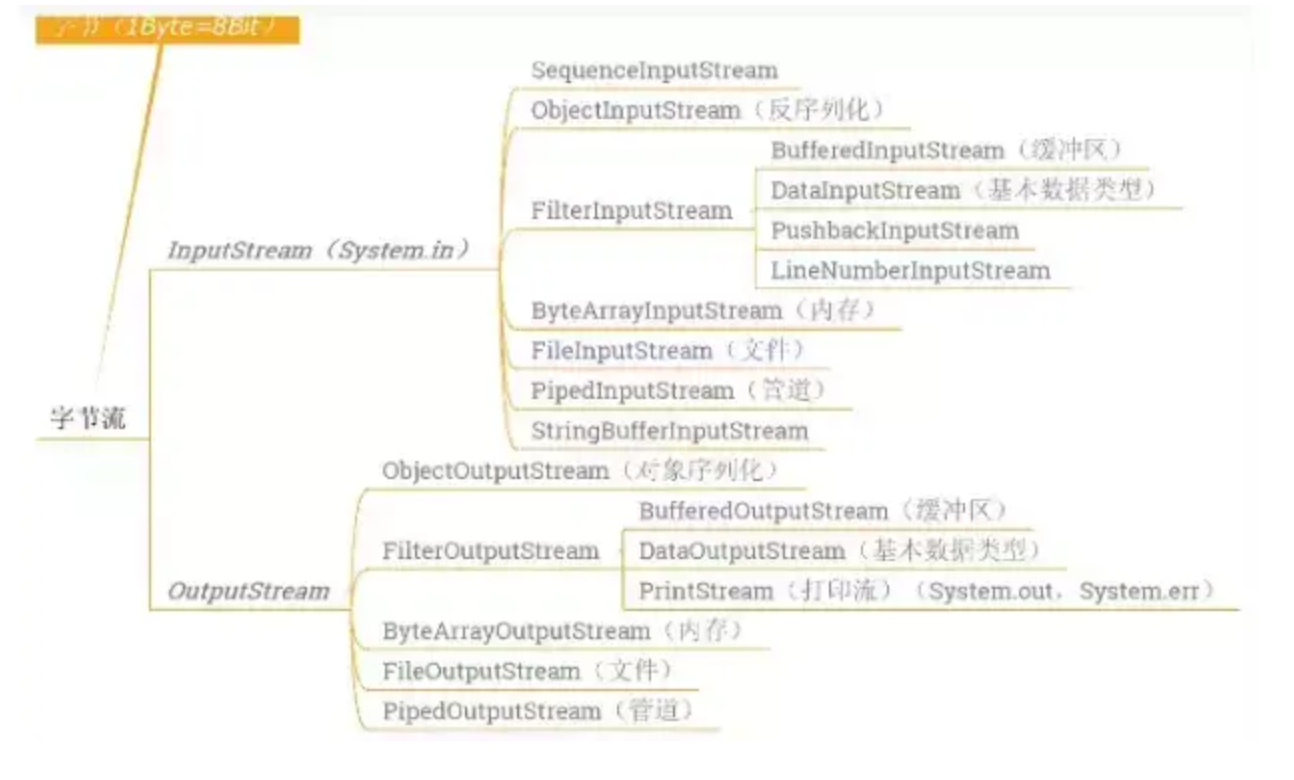 字节（1Byte=8Bit）
SequenceInputStream
ObjectInputStream（反序列化）
BufferedInputStream（缓冲区）
DataInputStream（基本数据类型）
FilterInputStream
PushbackInputStream
InputStream（System.in）
LineNumberInputStream
ByteArrayInputStream（内存）
FileInputStream（文件）
PipedInputStream（管道）
字节流
StringBufferInputStream
ObjectOutputStream（对象序列化）
BufferedOutputStream（缓冲区）
FilterOutputStream
DataOutputStream（基本数据类型）
OutputStream
PrintStream（打印流）（System.out，System.err）
ByteArrayOutputStream（内存）
FileOutputStream（文件）
PipedOutputStream（管道）